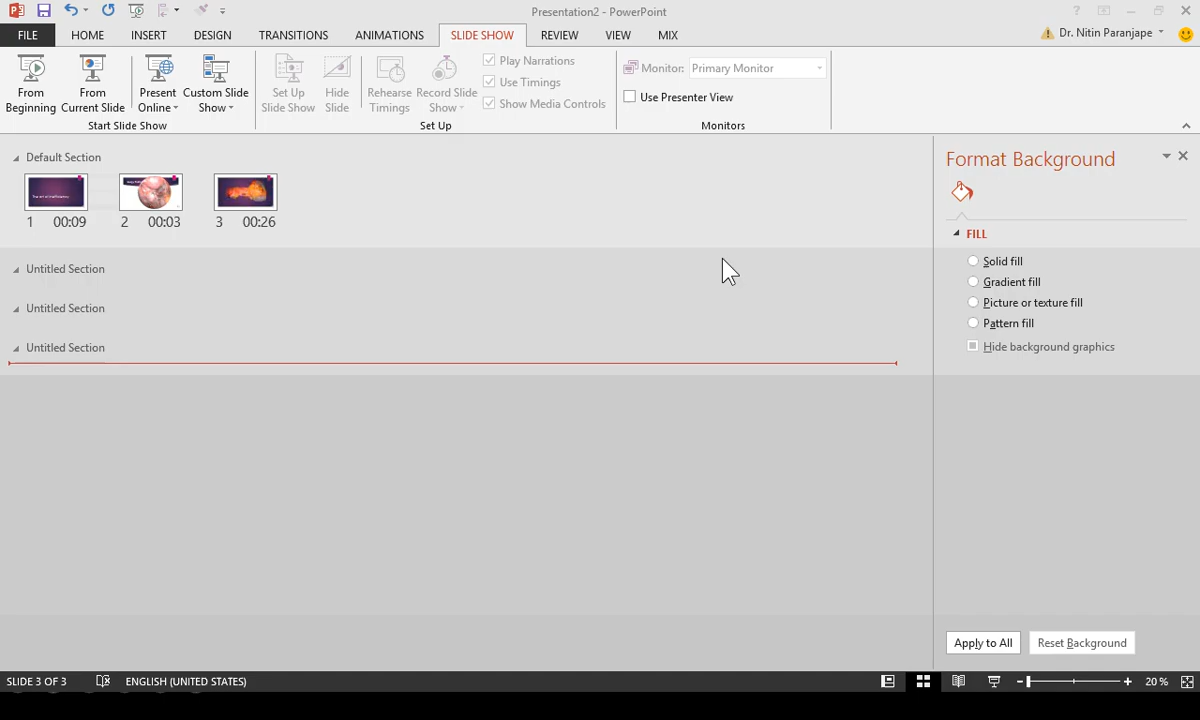 Presentation2 - PowerPoint
FILE HOME INSERT DESIGN TRANSITIONS ANIMATIONS SLIDE SHOW REVIEW VIEW MIX Dr. Nitin Paranjape
From Beginning
From Current Slide
Present Online
Custom Slide Show
Set Up Slide Show
Hide Slide
Rehearse Timings
Record Slide Show
Play Narrations
Use Timings
Show Media Controls
Monitor: Primary Monitor
Use Presenter View
Start Slide Show Set Up Monitors
Default Section
1 00:09 2 00:03 3 00:26
Untitled Section
Untitled Section
Untitled Section
Format Background
FILL
Solid fill
Gradient fill
Picture or texture fill
Pattern fill
Hide background graphics
Apply to All Reset Background
SLIDE 3 OF 3 ENGLISH (UNITED STATES) 20 %